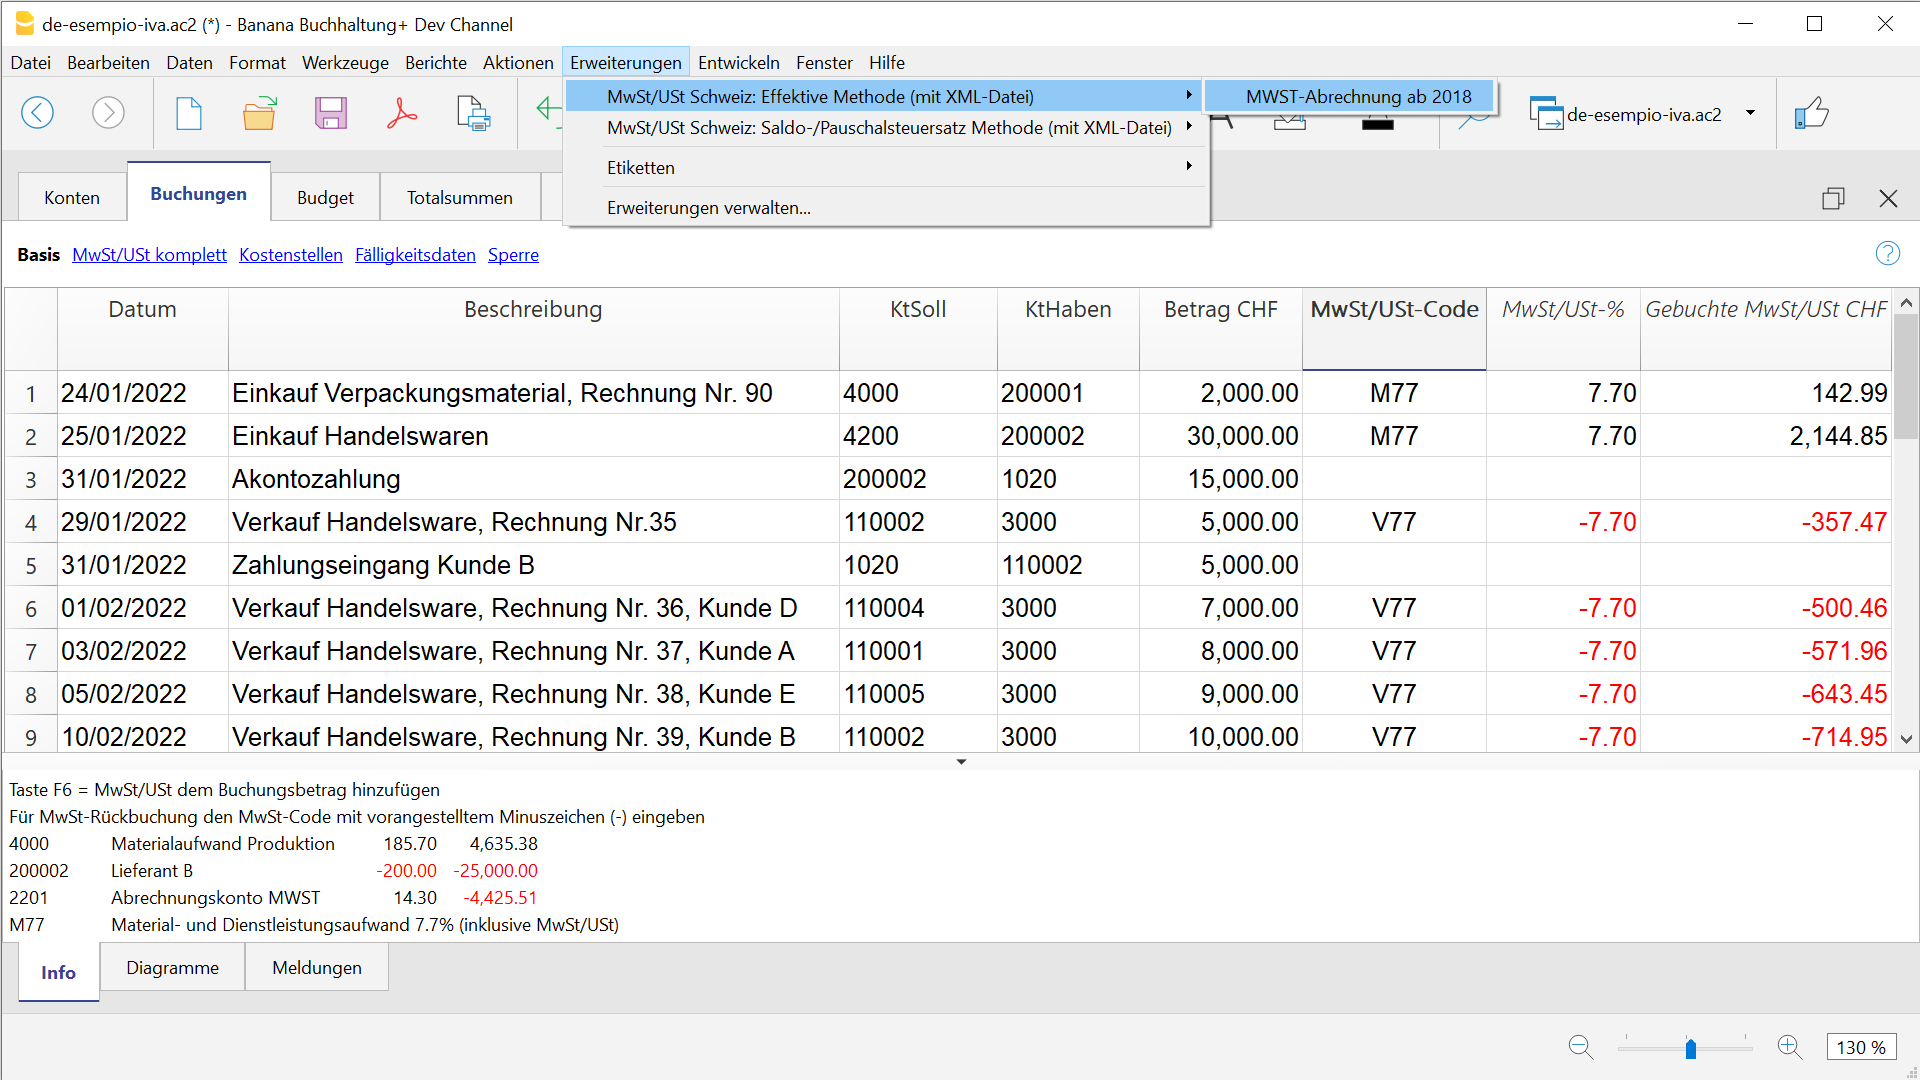 de-esempio-iva.ac2 (*) - Banana Buchhaltung+ Dev Channel
Datei Bearbeiten Daten Format Werkzeuge Berichte Aktionen Erweiterungen Entwickeln Fenster Hilfe
MwSt/USt Schweiz: Effektive Methode (mit XML-Datei) MWST-Abrechnung ab 2018
MwSt/USt Schweiz: Saldo-/Pauschalsteuersatz Methode (mit XML-Datei)
Etiketten
Erweiterungen verwalten...
de-esempio-iva.ac2
Konten Buchungen Budget Totalsummen
Basis MwSt/USt komplett Kostenstellen Fälligkeitsdaten Sperre
Datum Beschreibung KtSoll KtHaben Betrag CHF MwSt/USt-Code MwSt/USt-% Gebuchte MwSt/USt CHF
1 24/01/2022 Einkauf Verpackungsmaterial, Rechnung Nr. 90 4000 200001 2,000.00 M77 7.70 142.99
2 25/01/2022 Einkauf Handelswaren 4200 200002 30,000.00 M77 7.70 2,144.85
3 31/01/2022 Akontozahlung 200002 1020 15,000.00
4 29/01/2022 Verkauf Handelsware, Rechnung Nr.35 110002 3000 5,000.00 V77 -7.70 -357.47
5 31/01/2022 Zahlungseingang Kunde B 1020 110002 5,000.00
6 01/02/2022 Verkauf Handelsware, Rechnung Nr. 36, Kunde D 110004 3000 7,000.00 V77 -7.70 -500.46
7 03/02/2022 Verkauf Handelsware, Rechnung Nr. 37, Kunde A 110001 3000 8,000.00 V77 -7.70 -571.96
8 05/02/2022 Verkauf Handelsware, Rechnung Nr. 38, Kunde E 110005 3000 9,000.00 V77 -7.70 -643.45
9 10/02/2022 Verkauf Handelsware, Rechnung Nr. 39, Kunde B 110002 3000 10,000.00 V77 -7.70 -714.95
Taste F6 = MwSt/USt dem Buchungsbetrag hinzufügen
Für MwSt-Rückbuchung den MwSt-Code mit vorangestelltem Minuszeichen (-) eingeben
4000 Materialaufwand Produktion 185.70 4,635.38
200002 Lieferant B -200.00 -25,000.00
2201 Abrechnungskonto MWST 14.30 -4,425.51
M77 Material- und Dienstleistungsaufwand 7.7% (inklusive MwSt/USt)
Info Diagramme Meldungen
130 %